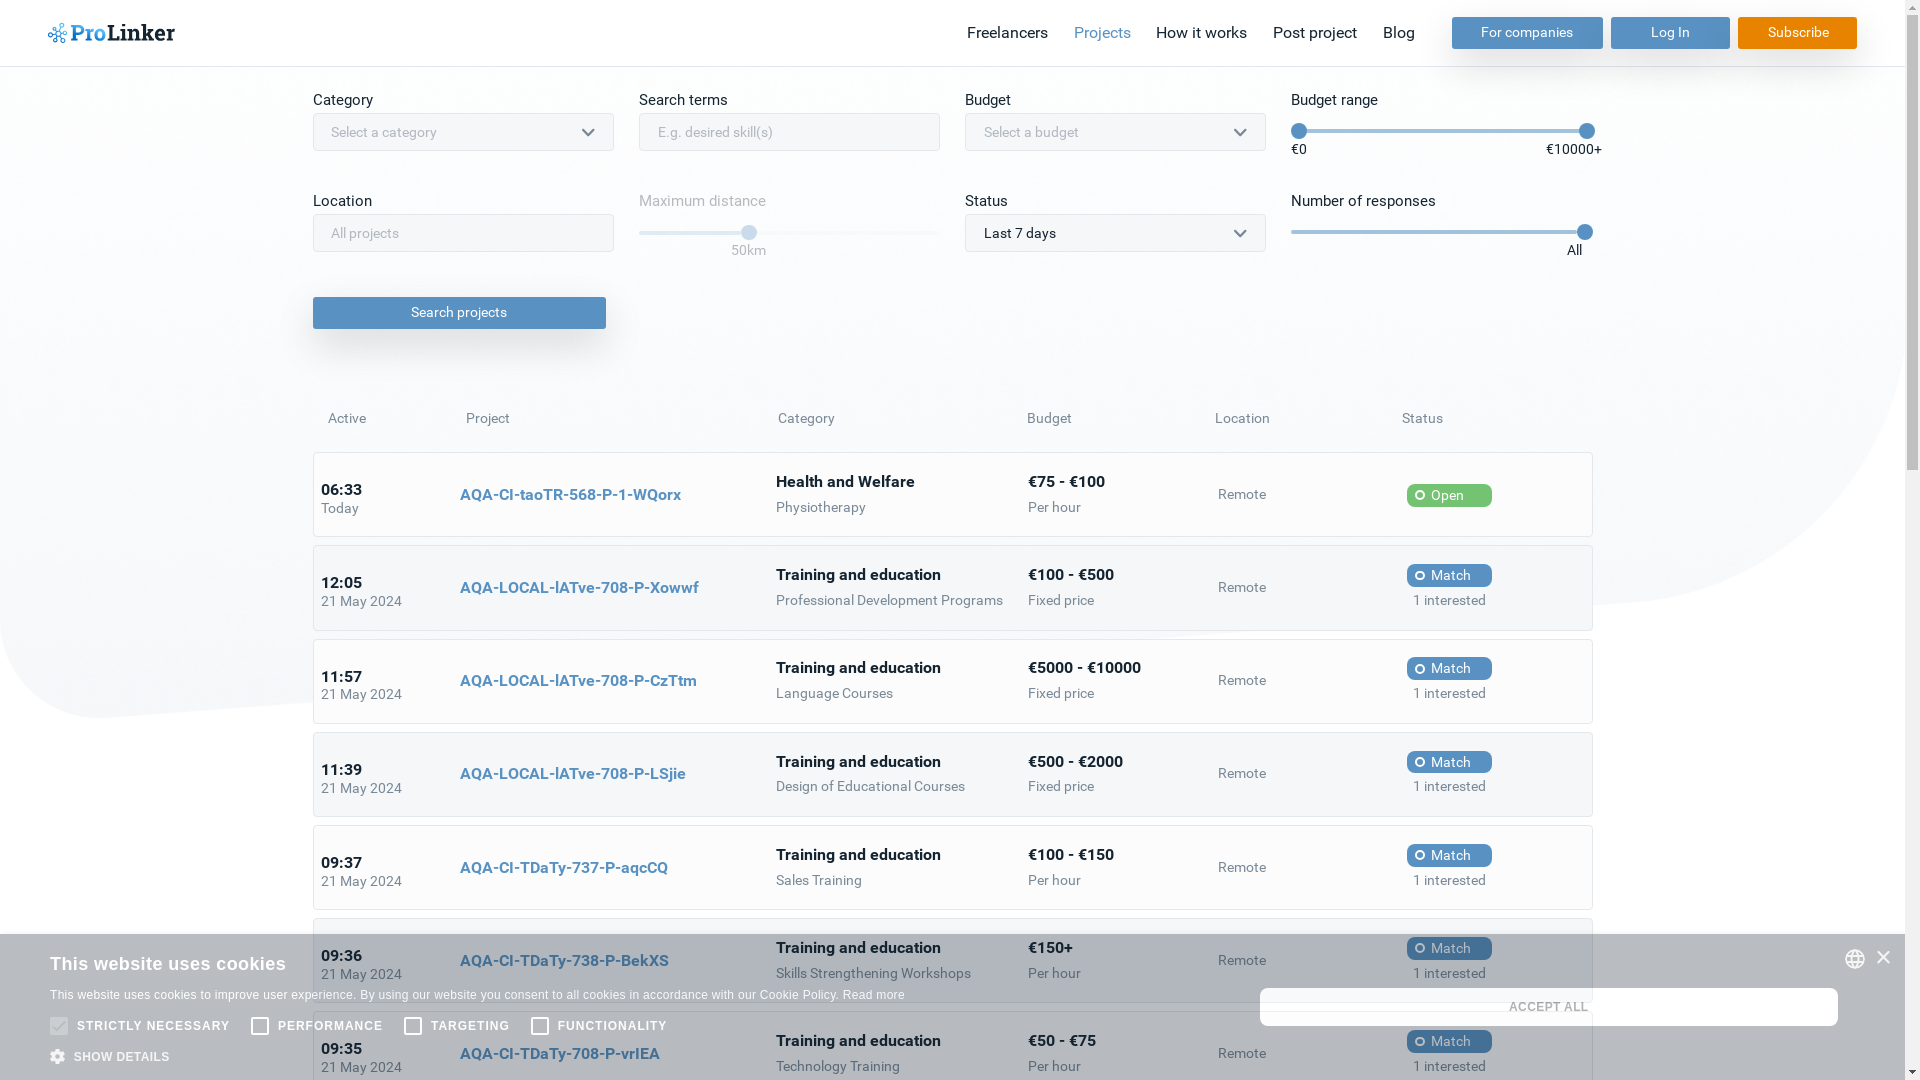 ProLinker
Freelancers Projects How it works Post project Blog For companies Log In Subscribe
Category Search terms Budget Budget range
Select a category E.g. desired skill(s) Select a budget
€0 €10000+
Location Maximum distance Status Number of responses
All projects Last 7 days
50km All
Search projects
Active Project Category Budget Location Status
06:33 Today AQA-CI-taoTR-568-P-1-WQorx Health and Welfare Physiotherapy €75 - €100 Per hour Remote Open
12:05 21 May 2024 AQA-LOCAL-lATve-708-P-Xowwf Training and education Professional Development Programs €100 - €500 Fixed price Remote Match 1 interested
11:57 21 May 2024 AQA-LOCAL-lATve-708-P-CzTtm Training and education Language Courses €5000 - €10000 Fixed price Remote Match 1 interested
11:39 21 May 2024 AQA-LOCAL-lATve-708-P-LSjie Training and education Design of Educational Courses €500 - €2000 Fixed price Remote Match 1 interested
09:37 21 May 2024 AQA-CI-TDaTy-737-P-aqcCQ Training and education Sales Training €100 - €150 Per hour Remote Match 1 interested
09:36 21 May 2024 AQA-CI-TDaTy-738-P-BekXS Training and education Skills Strengthening Workshops €150+ Per hour Remote Match 1 interested
09:35 21 May 2024 AQA-CI-TDaTy-708-P-vrIEA Training and education Technology Training €50 - €75 Per hour Remote Match 1 interested
This website uses cookies
This website uses cookies to improve user experience. By using our website you consent to all cookies in accordance with our Cookie Policy. Read more
STRICTLY NECESSARY PERFORMANCE TARGETING FUNCTIONALITY
SHOW DETAILS
ACCEPT ALL